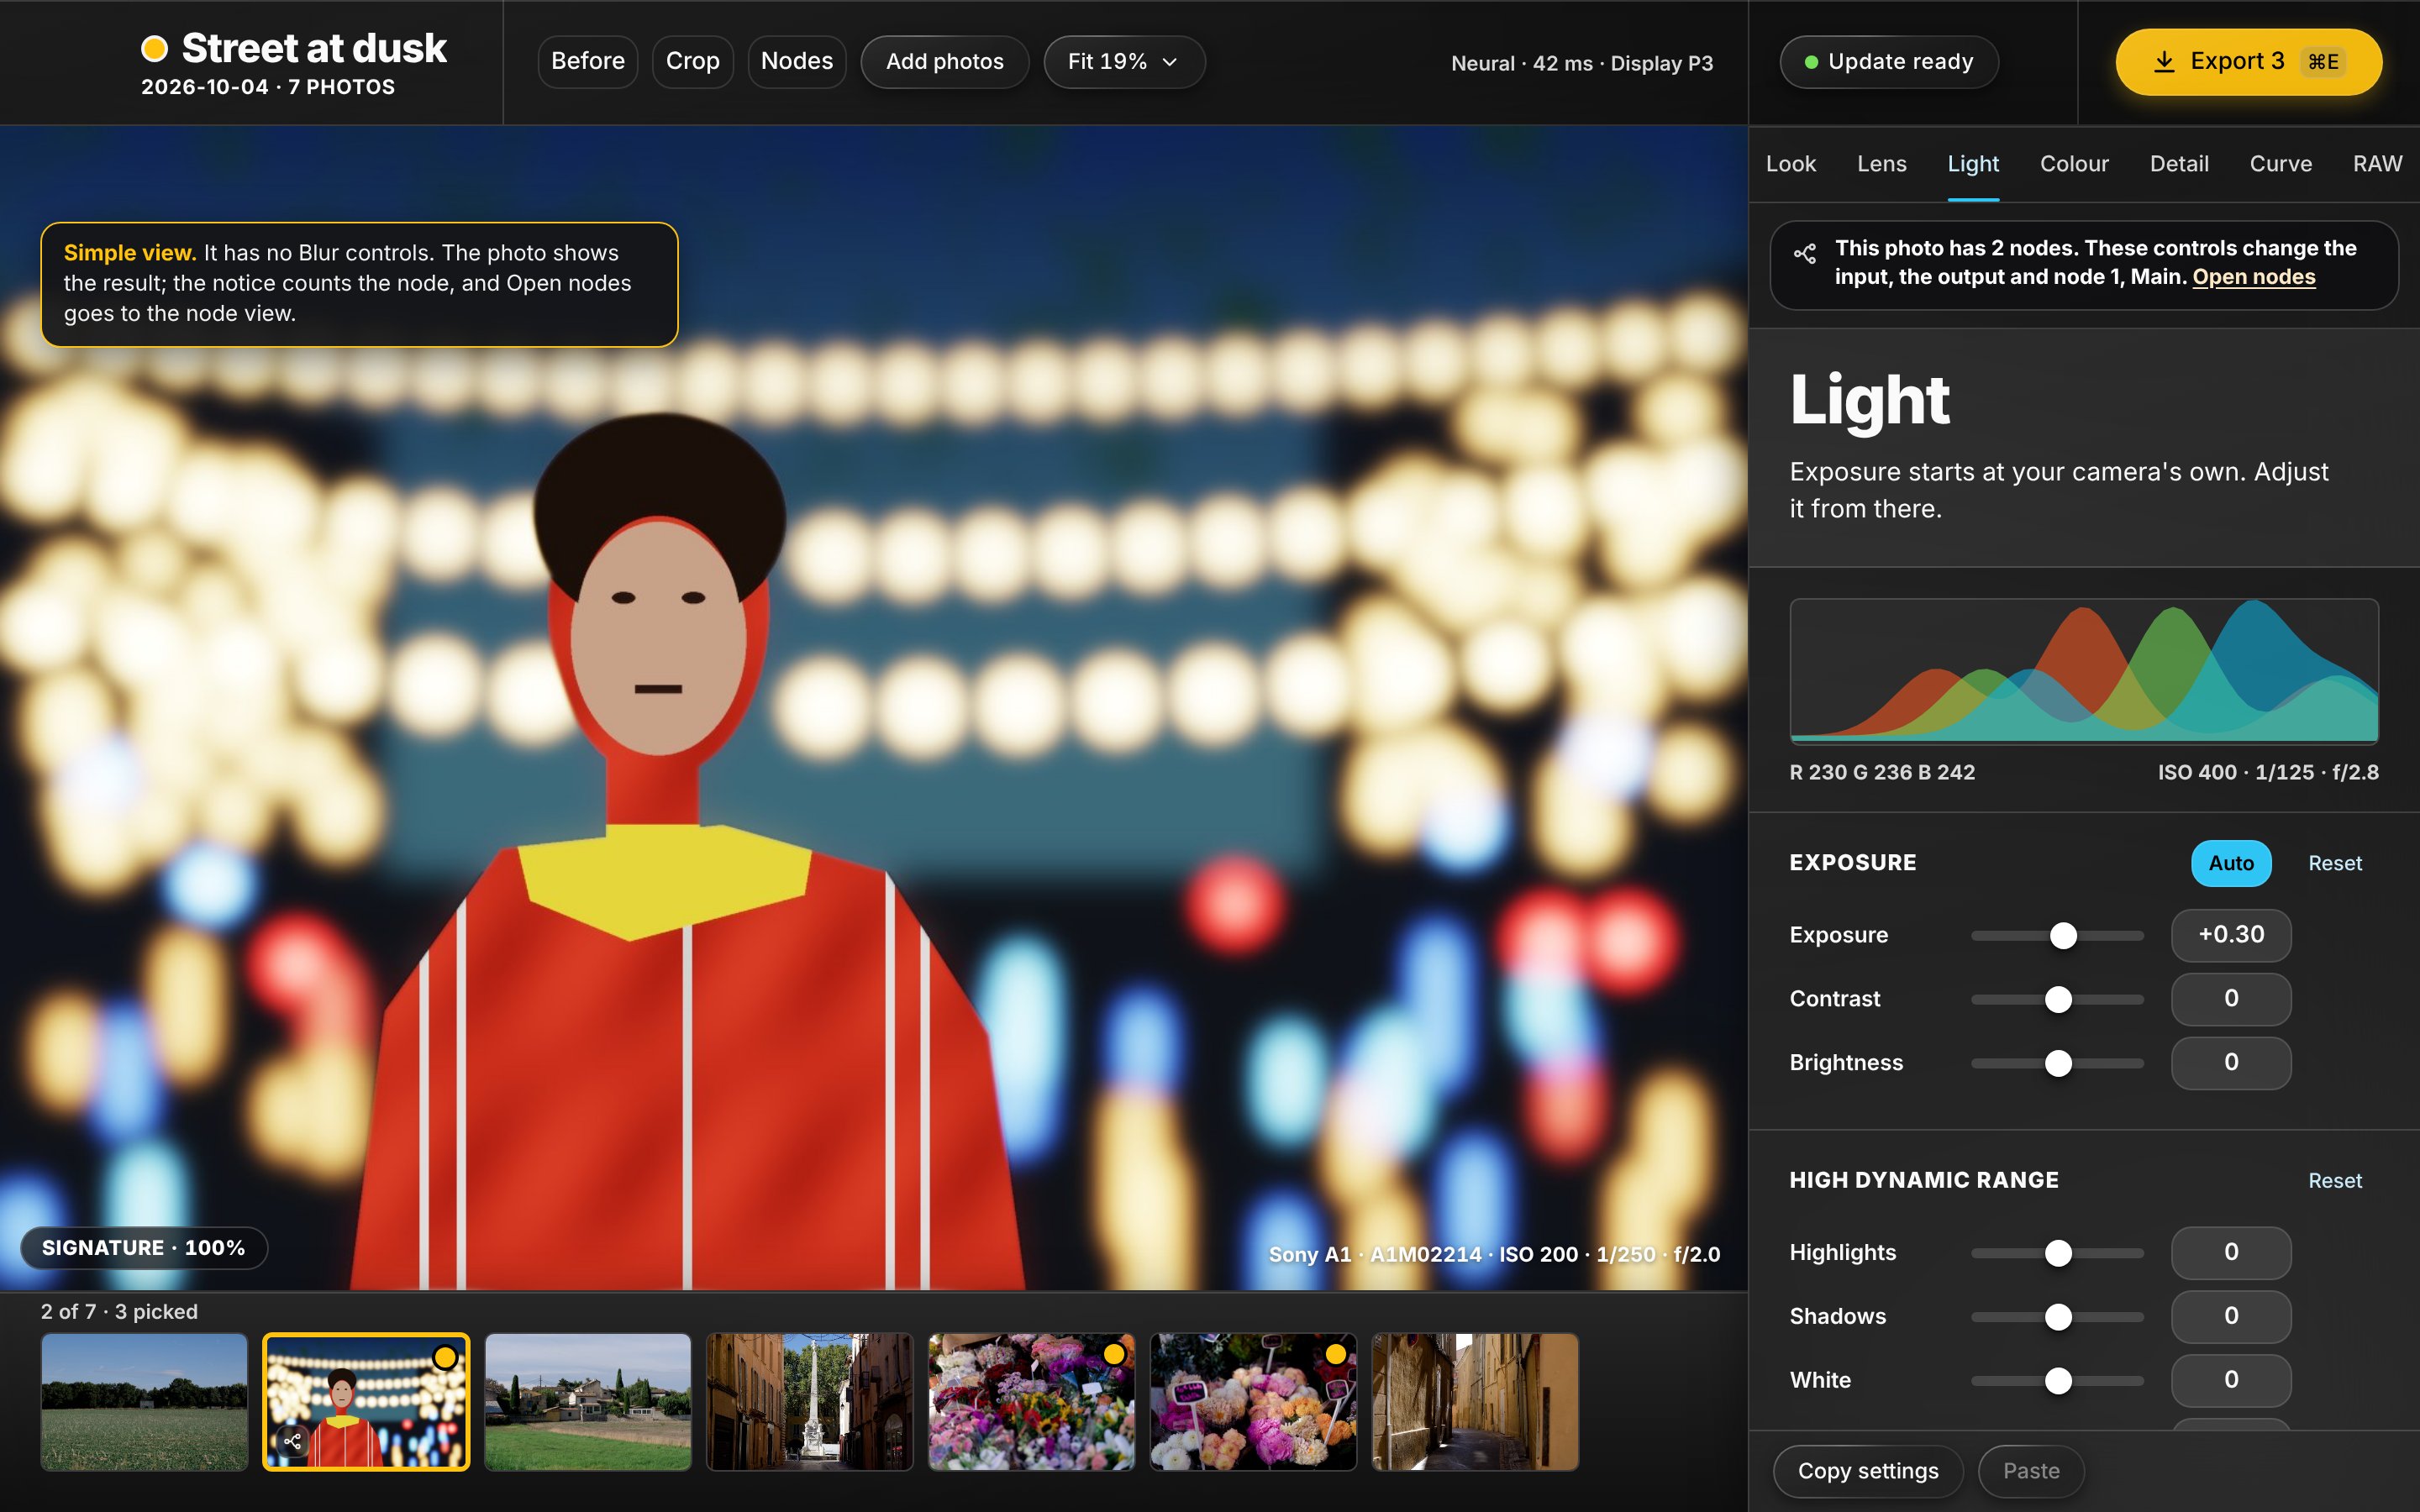 Street at dusk
2026-10-04 · 7 PHOTOS
Before
Crop
Nodes
Add photos
Fit 19%
Neural · 42 ms · Display P3
Update ready
Export 3 ⌘E
Look
Lens
Light
Colour
Detail
Curve
RAW
Simple view. It has no Blur controls. The photo shows
the result; the notice counts the node, and Open nodes
goes to the node view.
This photo has 2 nodes. These controls change the
input, the output and node 1, Main. Open nodes
Light
Exposure starts at your camera's own. Adjust
it from there.
R 230 G 236 B 242
ISO 400 · 1/125 · f/2.8
EXPOSURE
Auto
Reset
Exposure
+0.30
Contrast
0
Brightness
0
HIGH DYNAMIC RANGE
Reset
Highlights
0
Shadows
0
White
0
SIGNATURE · 100%
Sony A1 · A1M02214 · ISO 200 · 1/250 · f/2.0
2 of 7 · 3 picked
Copy settings
Paste